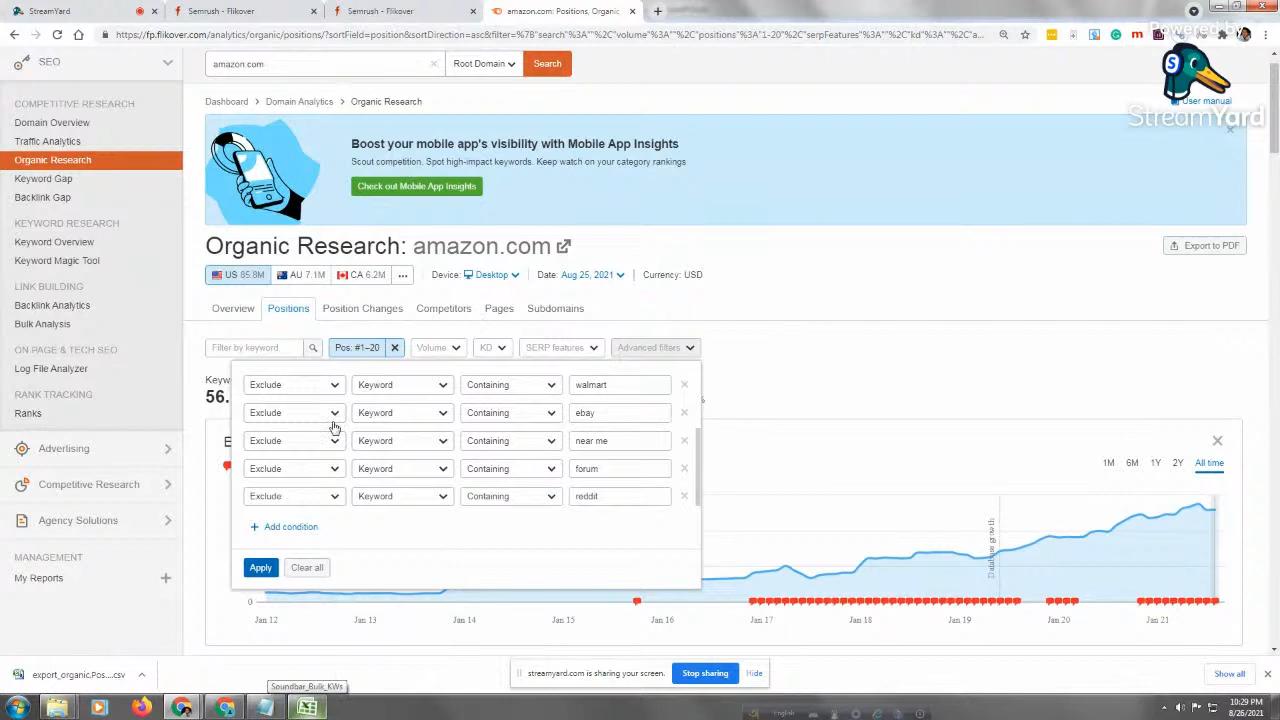 StreamYard
Semrush - Flikover
Semrush - Flikover
amazon.com: Positions, Organic
Powered by
https://fp.flikover.com/analytics/organic/positions/?sortField=position&sortDirection=
SEO
amazon.com
Root Domain
Search
COMPETITIVE RESEARCH
Domain Overview
Traffic Analytics
Organic Research
Keyword Gap
Backlink Gap
KEYWORD RESEARCH
Keyword Overview
Keyword Magic Tool
LINK BUILDING
Backlink Analytics
Bulk Analysis
ON PAGE & TECH SEO
Log File Analyzer
RANK TRACKING
Ranks
Advertising
Competitive Research
Agency Solutions
MANAGEMENT
My Reports
Dashboard
Domain Analytics
Organic Research
User manual
StreamYard
Boost your mobile app's visibility with Mobile App Insights
Scout competition. Spot high-impact keywords. Keep watch on your category rankings
Check out Mobile App Insights
Organic Research: amazon.com
Export to PDF
US 85.8M
AU 7.1M
CA 6.2M
...
Device: Desktop
Date: Aug 25, 2021
Currency: USD
Overview
Positions
Position Changes
Competitors
Pages
Subdomains
Filter by keyword
Pos: #1–20
Volume
KD
SERP features
Advanced filters
Exclude Keyword Containing walmart
Exclude Keyword Containing ebay
Exclude Keyword Containing near me
Exclude Keyword Containing forum
Exclude Keyword Containing reddit
+ Add condition
Apply
Clear all
1M 6M 1Y 2Y All time
Database growth
0
Jan 12 Jan 13 Jan 14 Jan 15 Jan 16 Jan 17 Jan 18 Jan 19 Jan 20 Jan 21
streamyard.com is sharing your screen.
Stop sharing
Hide
Show all
Soundbar_Bulk_KWs
English
10:29 PM
8/26/2021